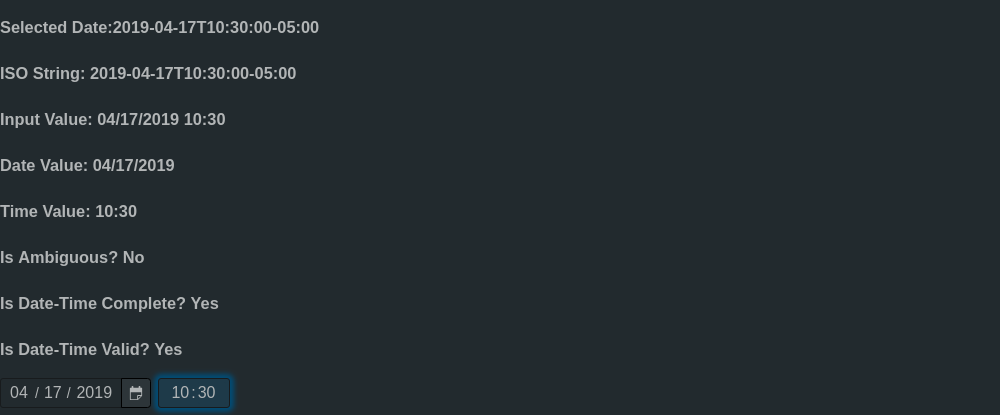 Selected Date:2019-04-17T10:30:00-05:00
ISO String: 2019-04-17T10:30:00-05:00
Input Value: 04/17/2019 10:30
Date Value: 04/17/2019
Time Value: 10:30
Is Ambiguous? No
Is Date-Time Complete? Yes
Is Date-Time Valid? Yes
04 / 17 / 2019 10:30